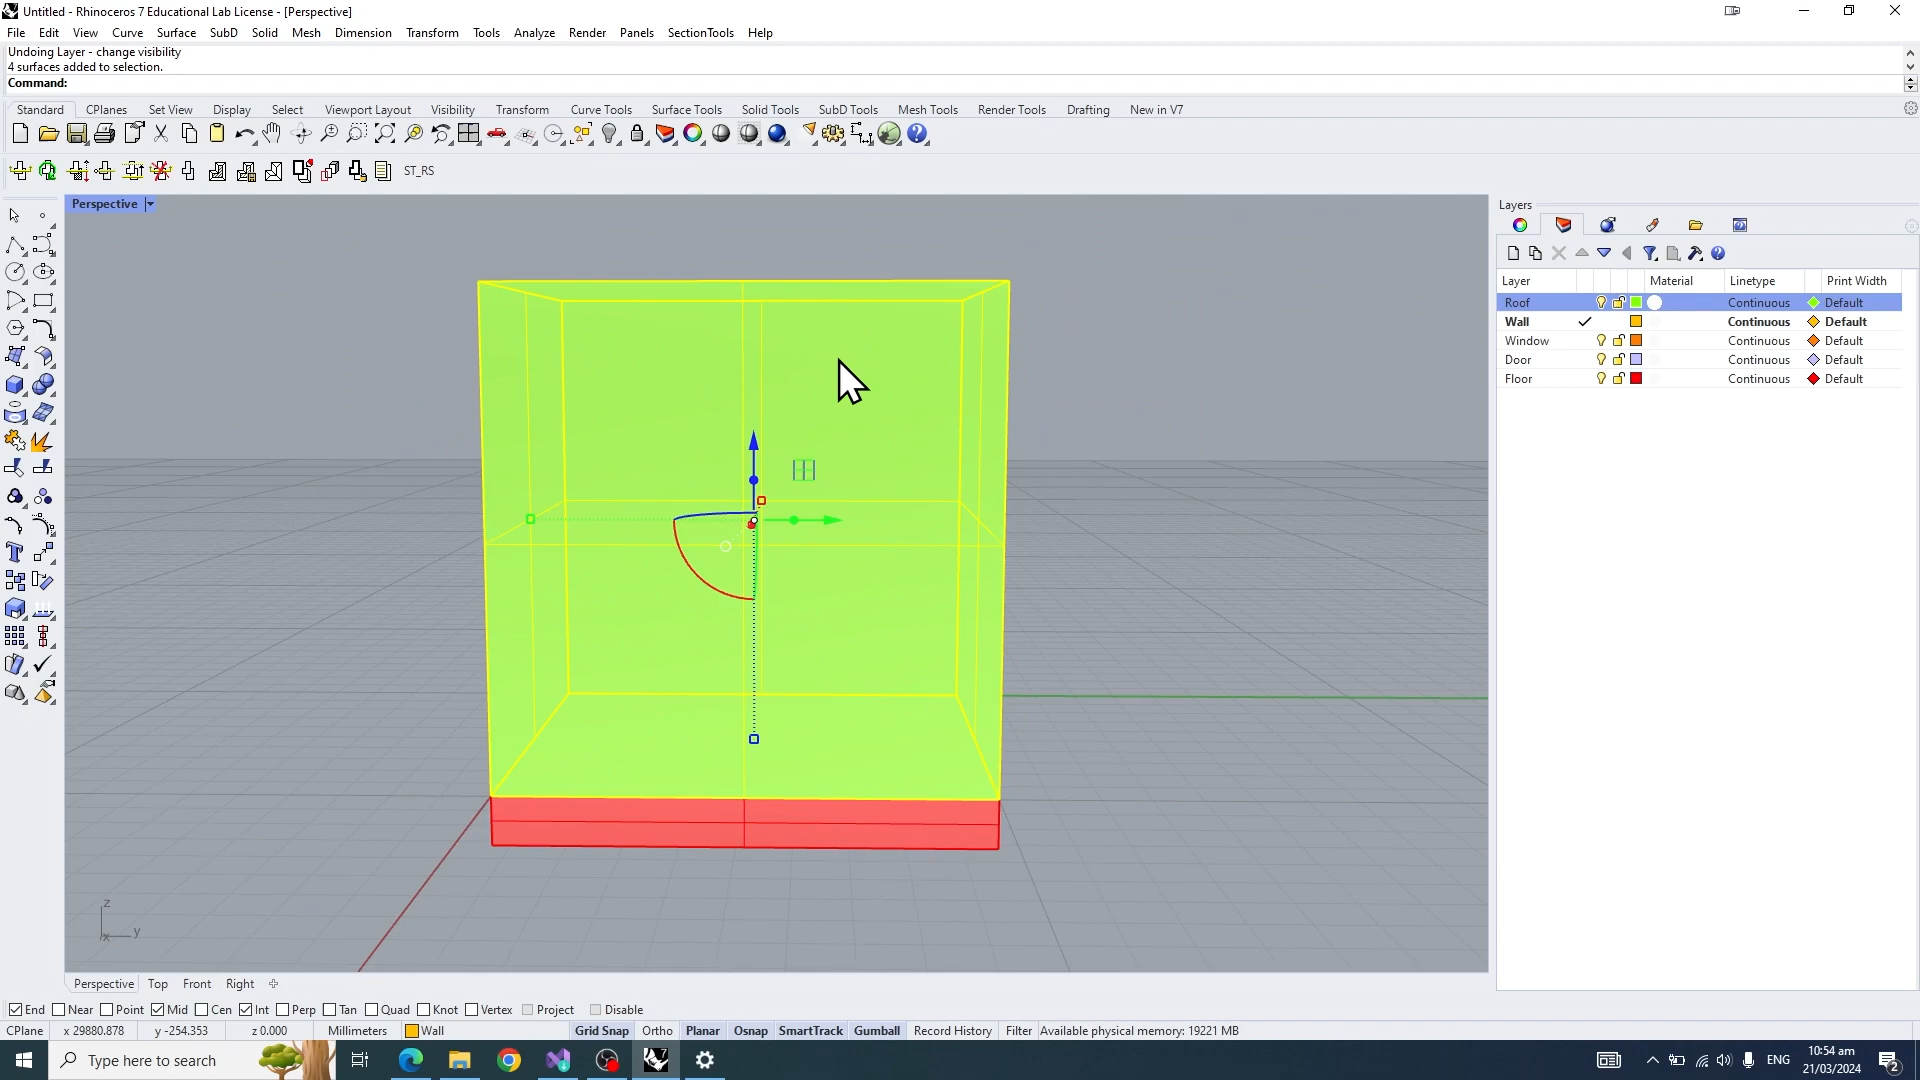 Untitled - Rhinoceros 7 Educational Lab License - [Perspective]
File Edit View Curve Surface SubD Solid Mesh Dimension Transform Tools Analyze Render Panels SectionTools Help
Undoing Layer - change visibility
4 surfaces added to selection.
Command:
Standard CPlanes Set View Display Select Viewport Layout Visibility Transform Curve Tools Surface Tools Solid Tools SubD Tools Mesh Tools Render Tools Drafting New in V7
ST_RS
Perspective
Layers
Layer Material Linetype Print Width
Roof Continuous Default
Wall Continuous Default
Window Continuous Default
Door Continuous Default
Floor Continuous Default
z
x y
Perspective Top Front Right
End Near Point Mid Cen Int Perp Tan Quad Knot Vertex Project Disable
CPlane x 29880.878 y -254.353 z 0.000 Millimeters Wall Grid Snap Ortho Planar Osnap SmartTrack Gumball Record History Filter Available physical memory: 19221 MB
Type here to search
ENG
10:54 am
21/03/2024
2